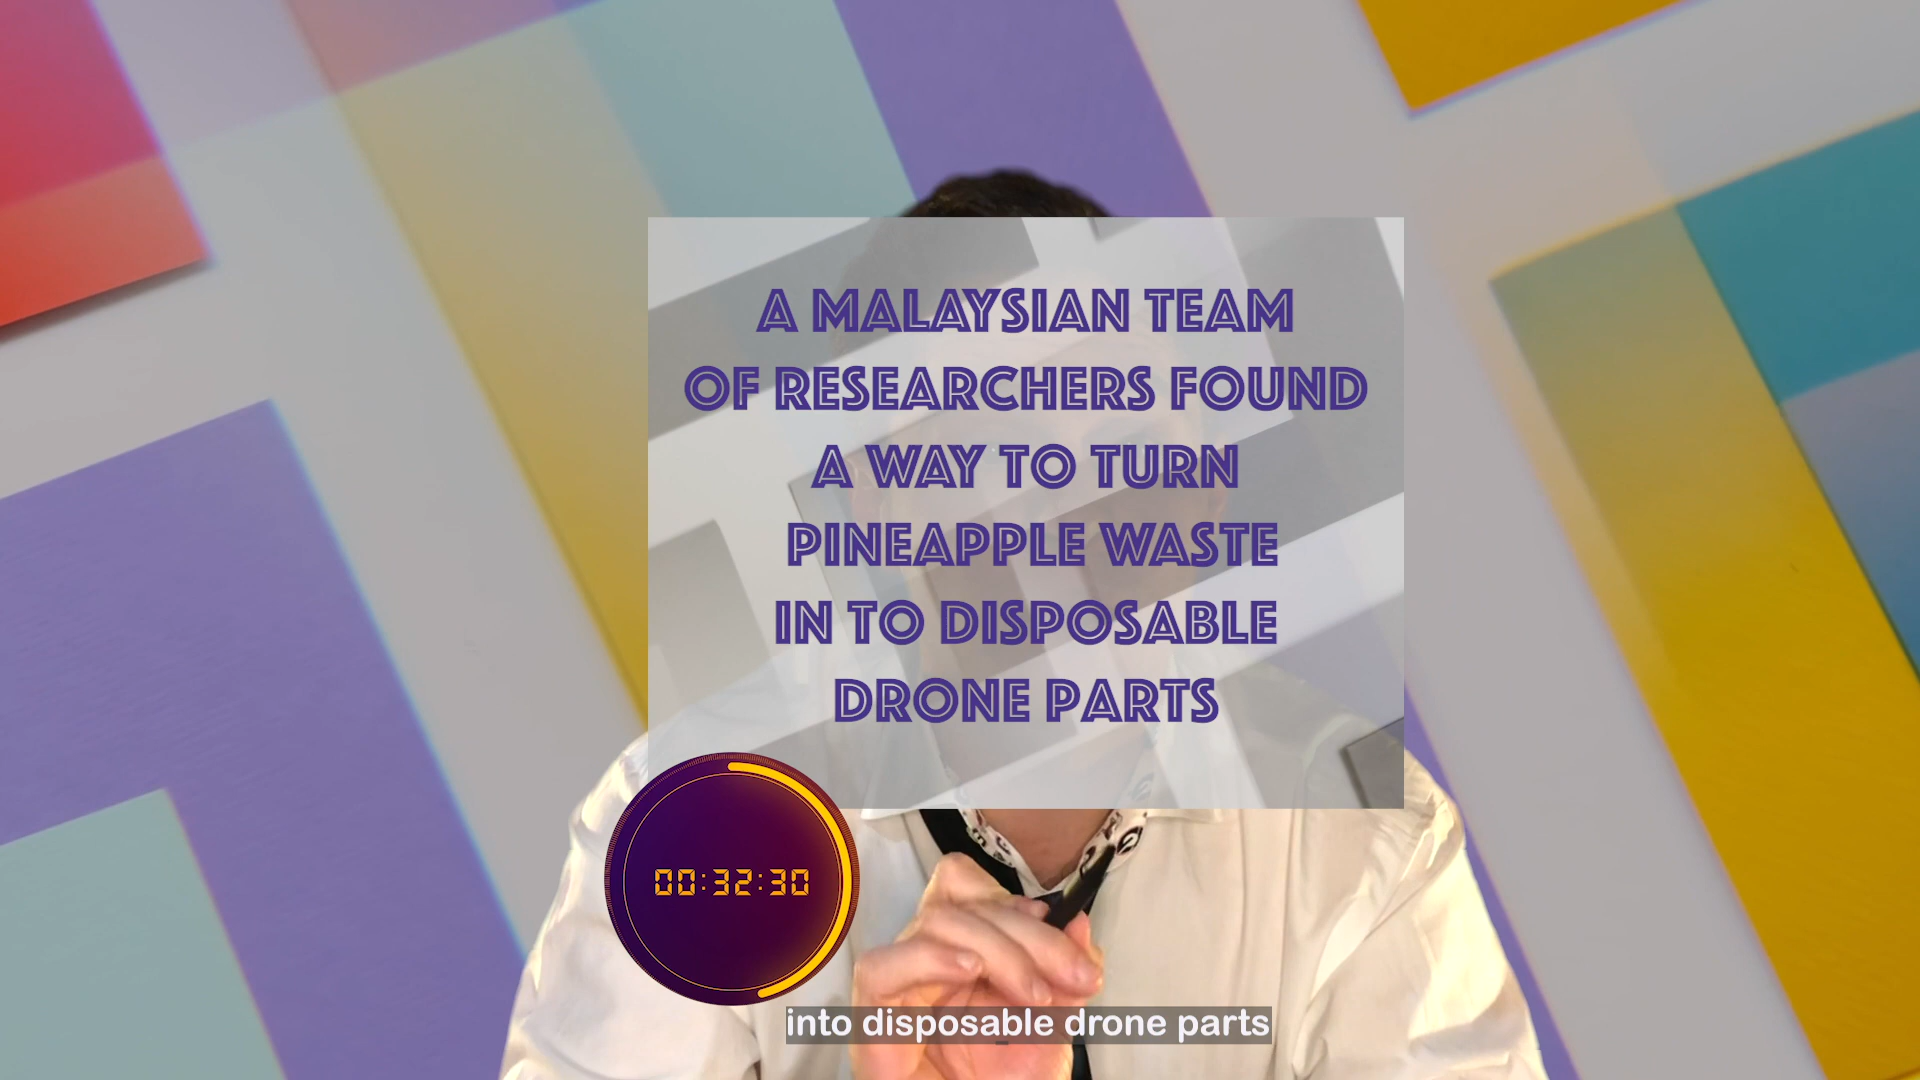 A MALAYSIAN TEAM
OF RESEARCHERS FOUND
A WAY TO TURN
PINEAPPLE WASTE
IN TO DISPOSABLE
DRONE PARTS
00:32:30
into disposable drone parts